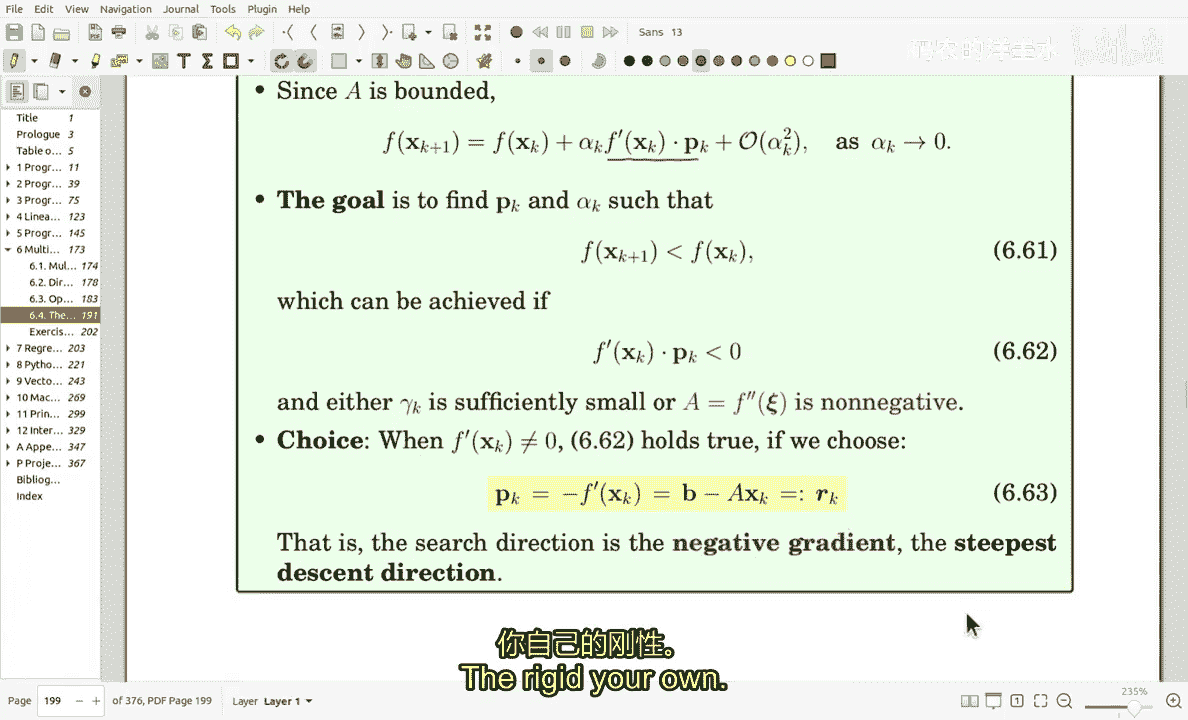 File Edit View Navigation Journal Tools Plugin Help
Sans 13
Title 1
Prologue 3
Table o... 5
1 Progr... 11
2 Progr... 39
3 Progr... 75
4 Linea... 123
5 Progr... 145
6 Multi... 173
6.1. Mul... 174
6.2. Dir... 178
6.3. Op... 183
6.4. The... 191
Exercis... 202
7 Regre... 203
8 Pytho... 221
9 Vecto... 243
10 Mac... 269
11 Prin... 299
12 Inter... 329
A Appe... 347
P Proje... 367
Bibliog...
Index
• Since A is bounded,
f(x_{k+1}) = f(x_k) + α_k f′(x_k) · p_k + O(α_k^2), as α_k → 0.
• The goal is to find p_k and α_k such that
f(x_{k+1}) < f(x_k), (6.61)
which can be achieved if
f′(x_k) · p_k < 0 (6.62)
and either γ_k is sufficiently small or A = f″(ξ) is nonnegative.
• Choice: When f′(x_k) ≠ 0, (6.62) holds true, if we choose:
p_k = −f′(x_k) = b − Ax_k =: r_k (6.63)
That is, the search direction is the negative gradient, the steepest
descent direction.
你自己的刚性。
The rigid your own.
Page 199 of 376, PDF Page 199 Layer Layer 1 235%